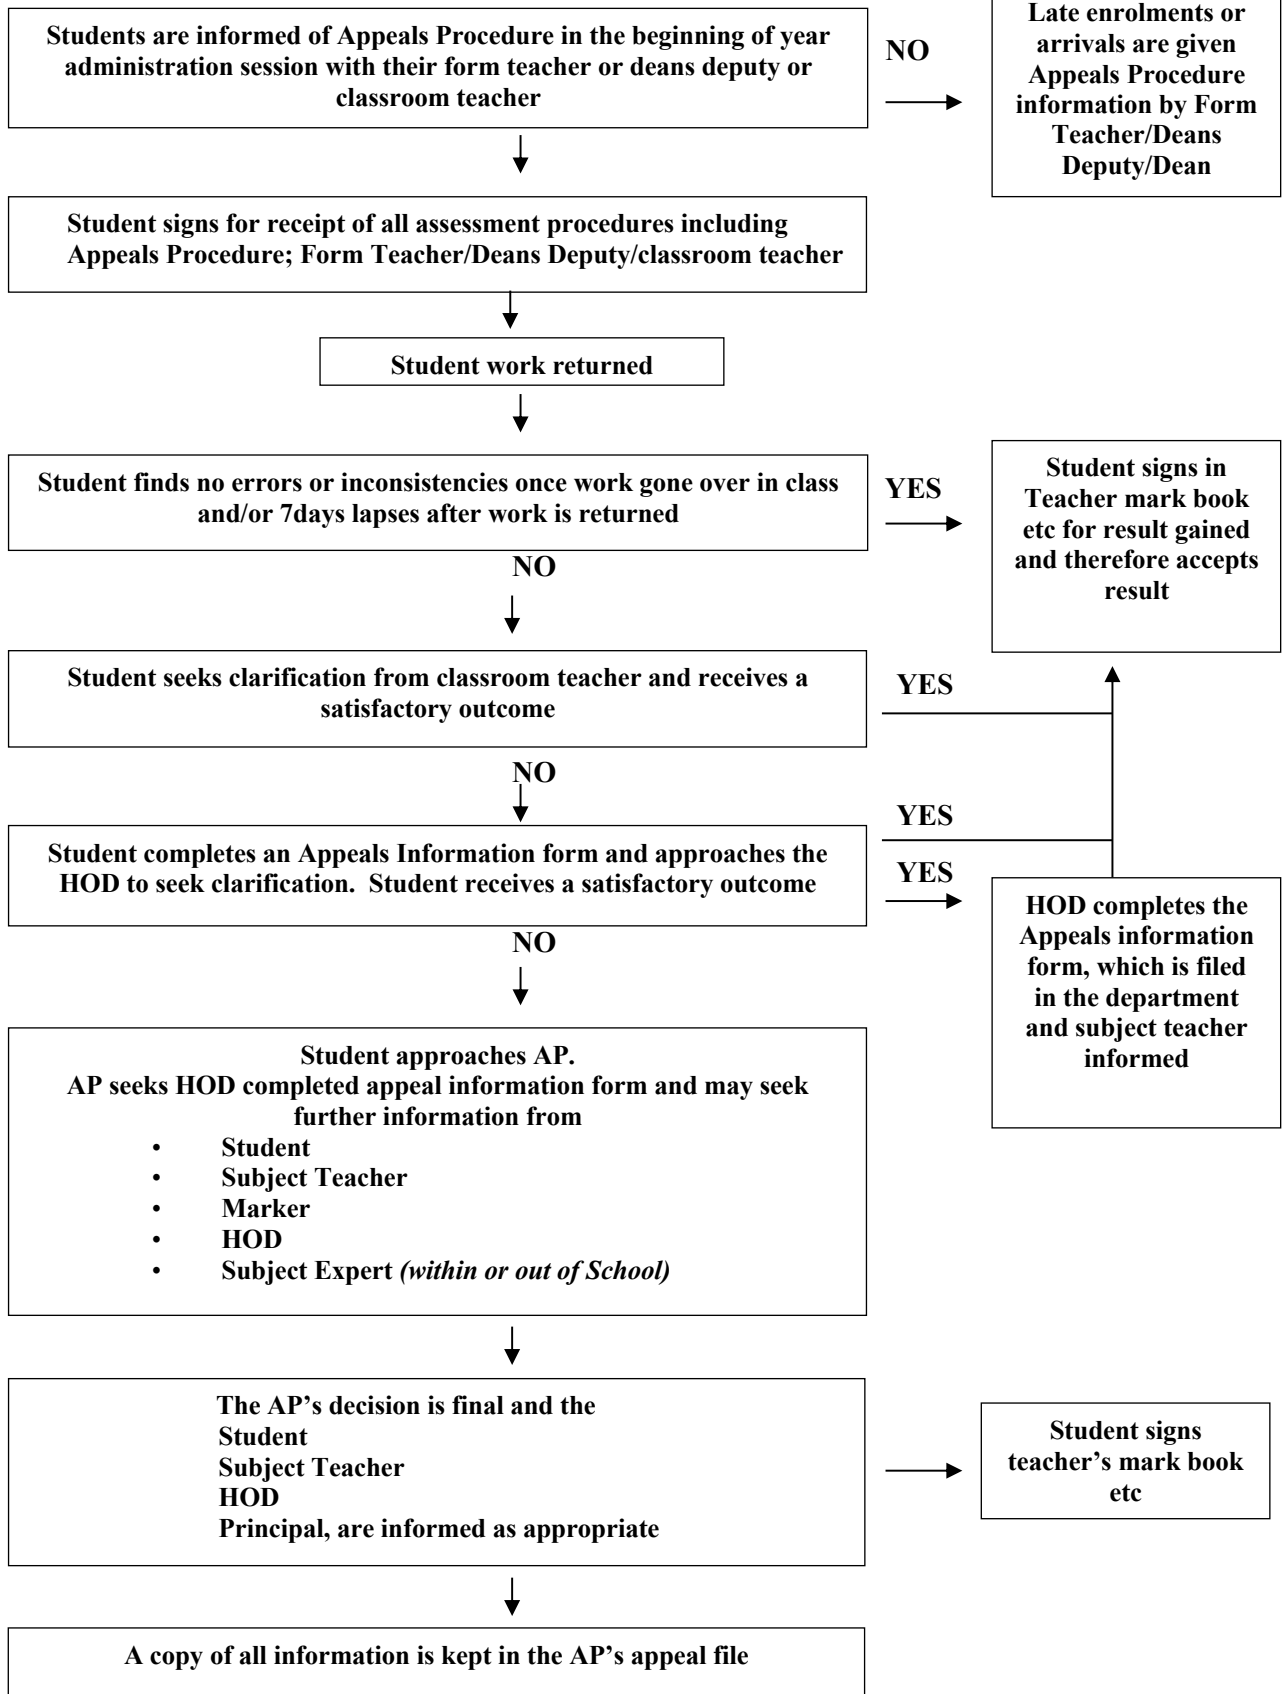 Students are informed of Appeals Procedure in the beginning of year
administration session with their form teacher or deans deputy or
classroom teacher
NO
Late enrolments or
arrivals are given
Appeals Procedure
information by Form
Teacher/Deans
Deputy/Dean
Student signs for receipt of all assessment procedures including
Appeals Procedure; Form Teacher/Deans Deputy/classroom teacher
Student work returned
Student finds no errors or inconsistencies once work gone over in class
and/or 7days lapses after work is returned
YES
Student signs in
Teacher mark book
etc for result gained
and therefore accepts
result
NO
Student seeks clarification from classroom teacher and receives a
satisfactory outcome
YES
NO
Student completes an Appeals Information form and approaches the
HOD to seek clarification.  Student receives a satisfactory outcome
YES
YES
HOD completes the
Appeals information
form, which is filed
in the department
and subject teacher
informed
NO
Student approaches AP.
AP seeks HOD completed appeal information form and may seek
further information from
• Student
• Subject Teacher
• Marker
• HOD
• Subject Expert (within or out of School)
The AP’s decision is final and the
Student
Subject Teacher
HOD
Principal, are informed as appropriate
Student signs
teacher’s mark book
etc
A copy of all information is kept in the AP’s appeal file